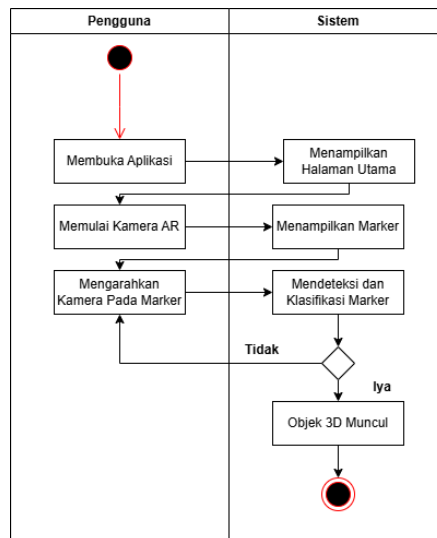 Pengguna
Sistem
Membuka Aplikasi
Menampilkan
Halaman Utama
Memulai Kamera AR
Menampilkan Marker
Mengarahkan
Kamera Pada Marker
Mendeteksi dan
Klasifikasi Marker
Tidak
Iya
Objek 3D Muncul